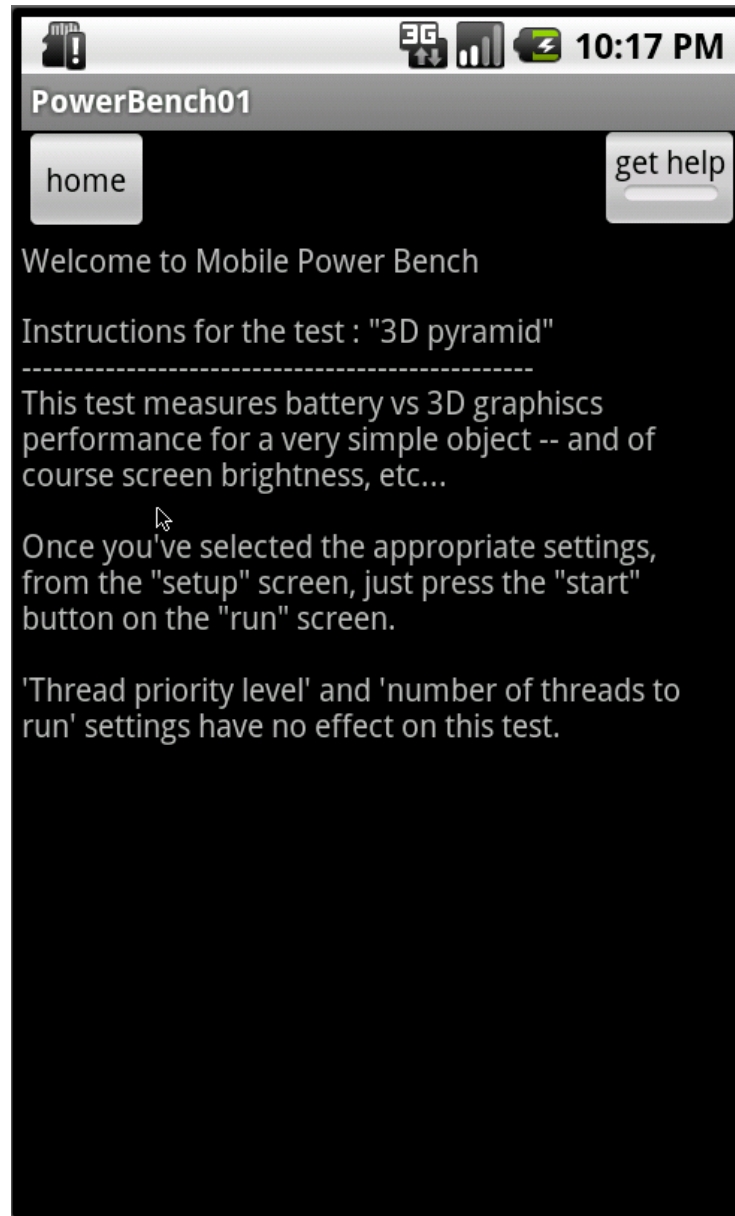 3G 10:17 PM
PowerBench01
home
get help
Welcome to Mobile Power Bench
Instructions for the test : "3D pyramid"
-------------------------------------------------
This test measures battery vs 3D graphiscs
performance for a very simple object -- and of
course screen brightness, etc...
Once you've selected the appropriate settings,
from the "setup" screen, just press the "start"
button on the "run" screen.
'Thread priority level' and 'number of threads to
run' settings have no effect on this test.